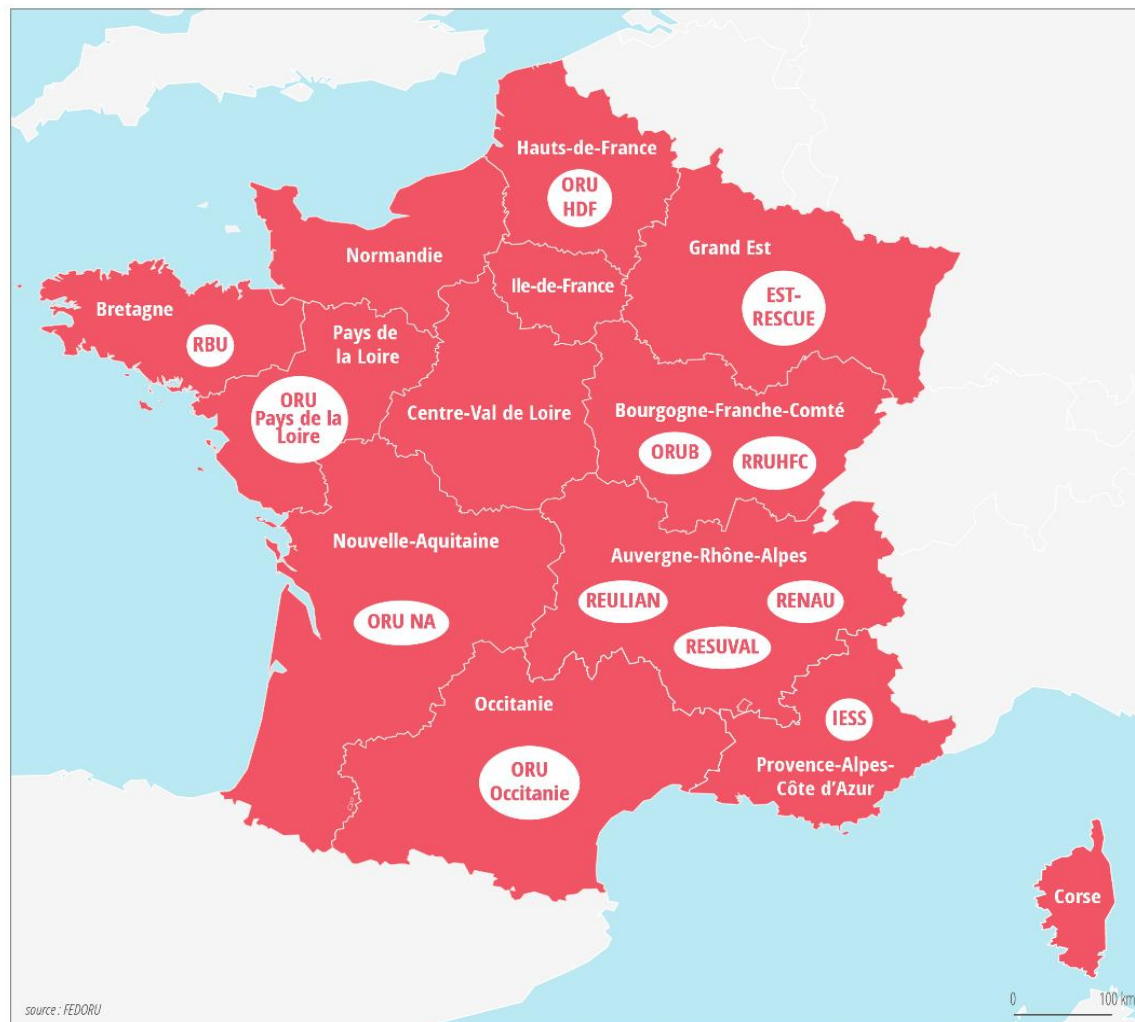 Hauts-de-France
ORU
HDF
Normandie
Grand Est
Ile-de-France
EST-
RESCUE
Bretagne
RBU
Pays de
la Loire
ORU
Pays de la
Loire
Centre-Val de Loire
Bourgogne-Franche-Comté
ORUB
RRUHFC
Nouvelle-Aquitaine
ORU NA
Auvergne-Rhône-Alpes
REULIAN
RENAU
RESUVAL
Occitanie
ORU
Occitanie
IESS
Provence-Alpes-
Côte d'Azur
Corse
source : FEDORU
0 100 km